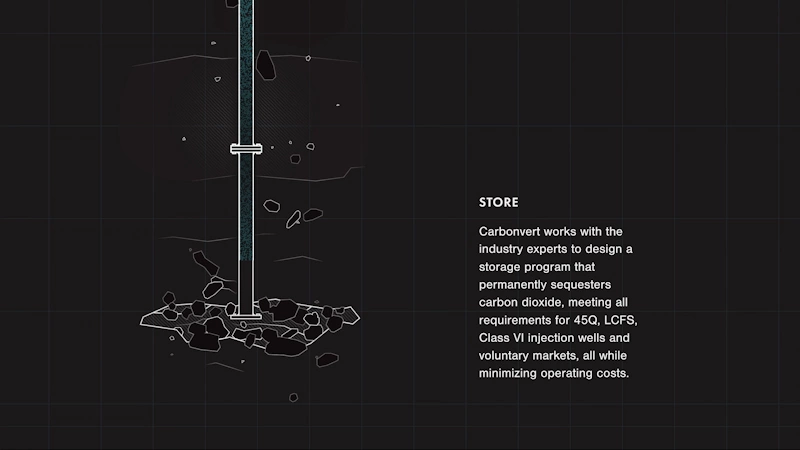 STORE
Carbonvert works with the
industry experts to design a
storage program that
permanently sequesters
carbon dioxide, meeting all
requirements for 45Q, LCFS,
Class VI injection wells and
voluntary markets, all while
minimizing operating costs.